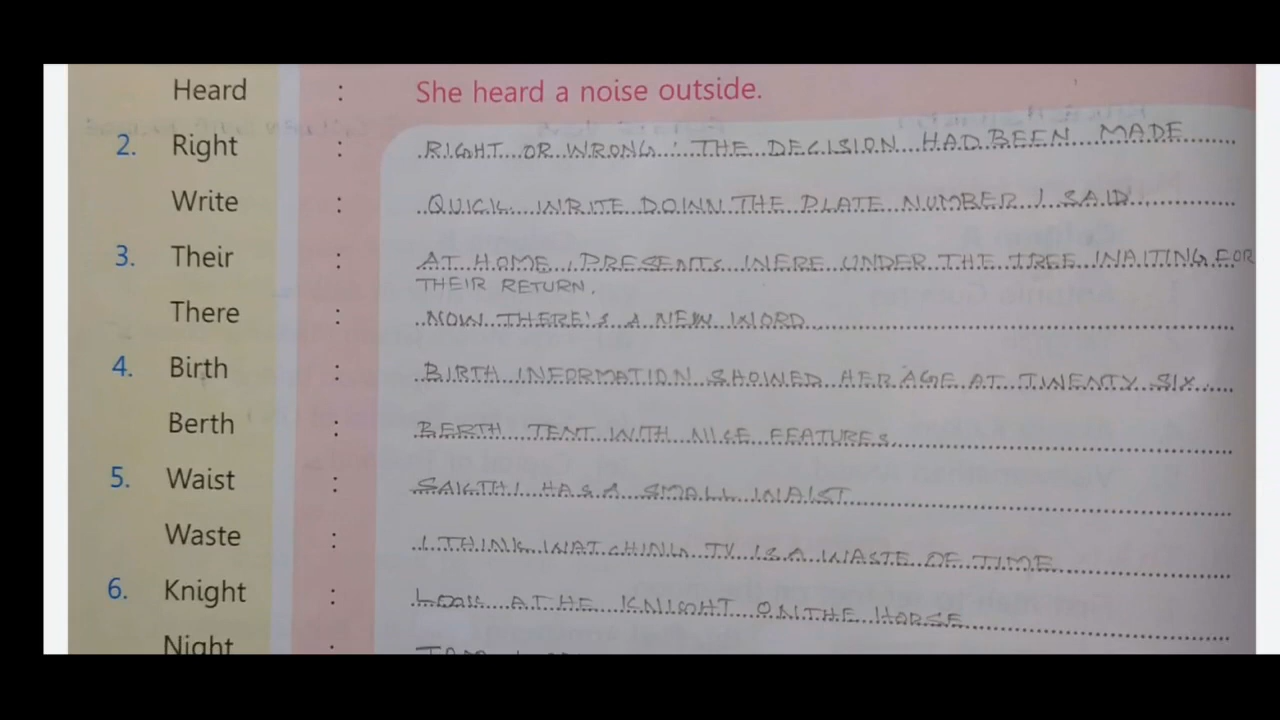 Heard : She heard a noise outside.
2. Right : RIGHT OR WRONG : THE DECISION HAD BEEN MADE
Write : QUICK WRITE DOWN THE PLATE NUMBER I SAID
3. Their : AT HOME , PRESENTS WERE UNDER THE TREE WAITING FOR
THEIR RETURN.
There : NOW THERE'S A NEW WORD
4. Birth : BIRTH INFORMATION SHOWED HER AGE AT TWENTY SIX
Berth : BERTH TENT WITH NICE FEATURES
5. Waist : SAKTHI HAS A SMALL WAIST
Waste : I THINK WATCHING TV IS A WASTE OF TIME
6. Knight : LOOK AT HE KNIGHT ON THE HORSE
Night :